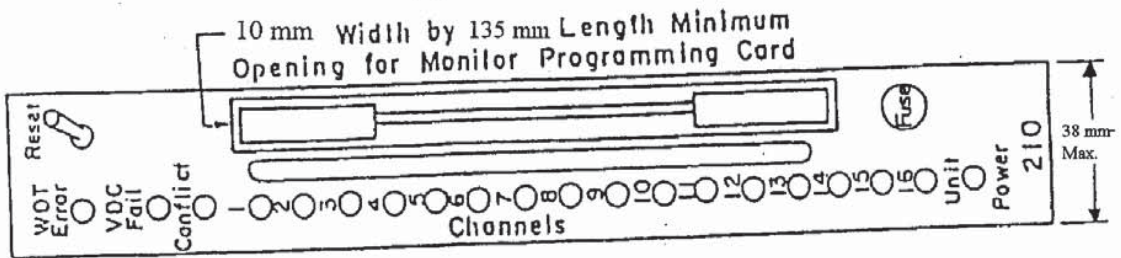 10 mm Width by 135 mm Length Minimum
Opening for Monitor Programming Card
Reset
Fuse
38 mm
Max.
WDT
Error
VDC
Fail
Conflict
1 2 3 4 5 6 7 8 9 10 11 12 13 14 15 16
Channels
Unit
Power
210